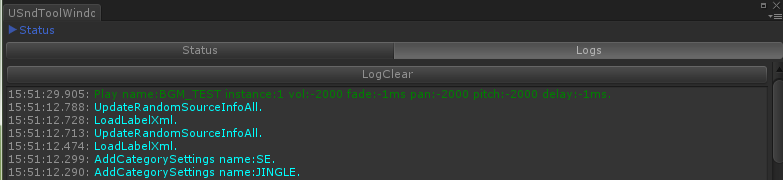 USndToolWindo
Status
Status Logs
LogClear
15:51:29.905: Play name:BGM_TEST instance:1 vol:-2000 fade:-1ms pan:-2000 pitch:-2000 delay:-1ms.
15:51:12.788: UpdateRandomSourceInfoAll.
15:51:12.728: LoadLabelXml.
15:51:12.713: UpdateRandomSourceInfoAll.
15:51:12.474: LoadLabelXml.
15:51:12.299: AddCategorySettings name:SE.
15:51:12.290: AddCategorySettings name:JINGLE.